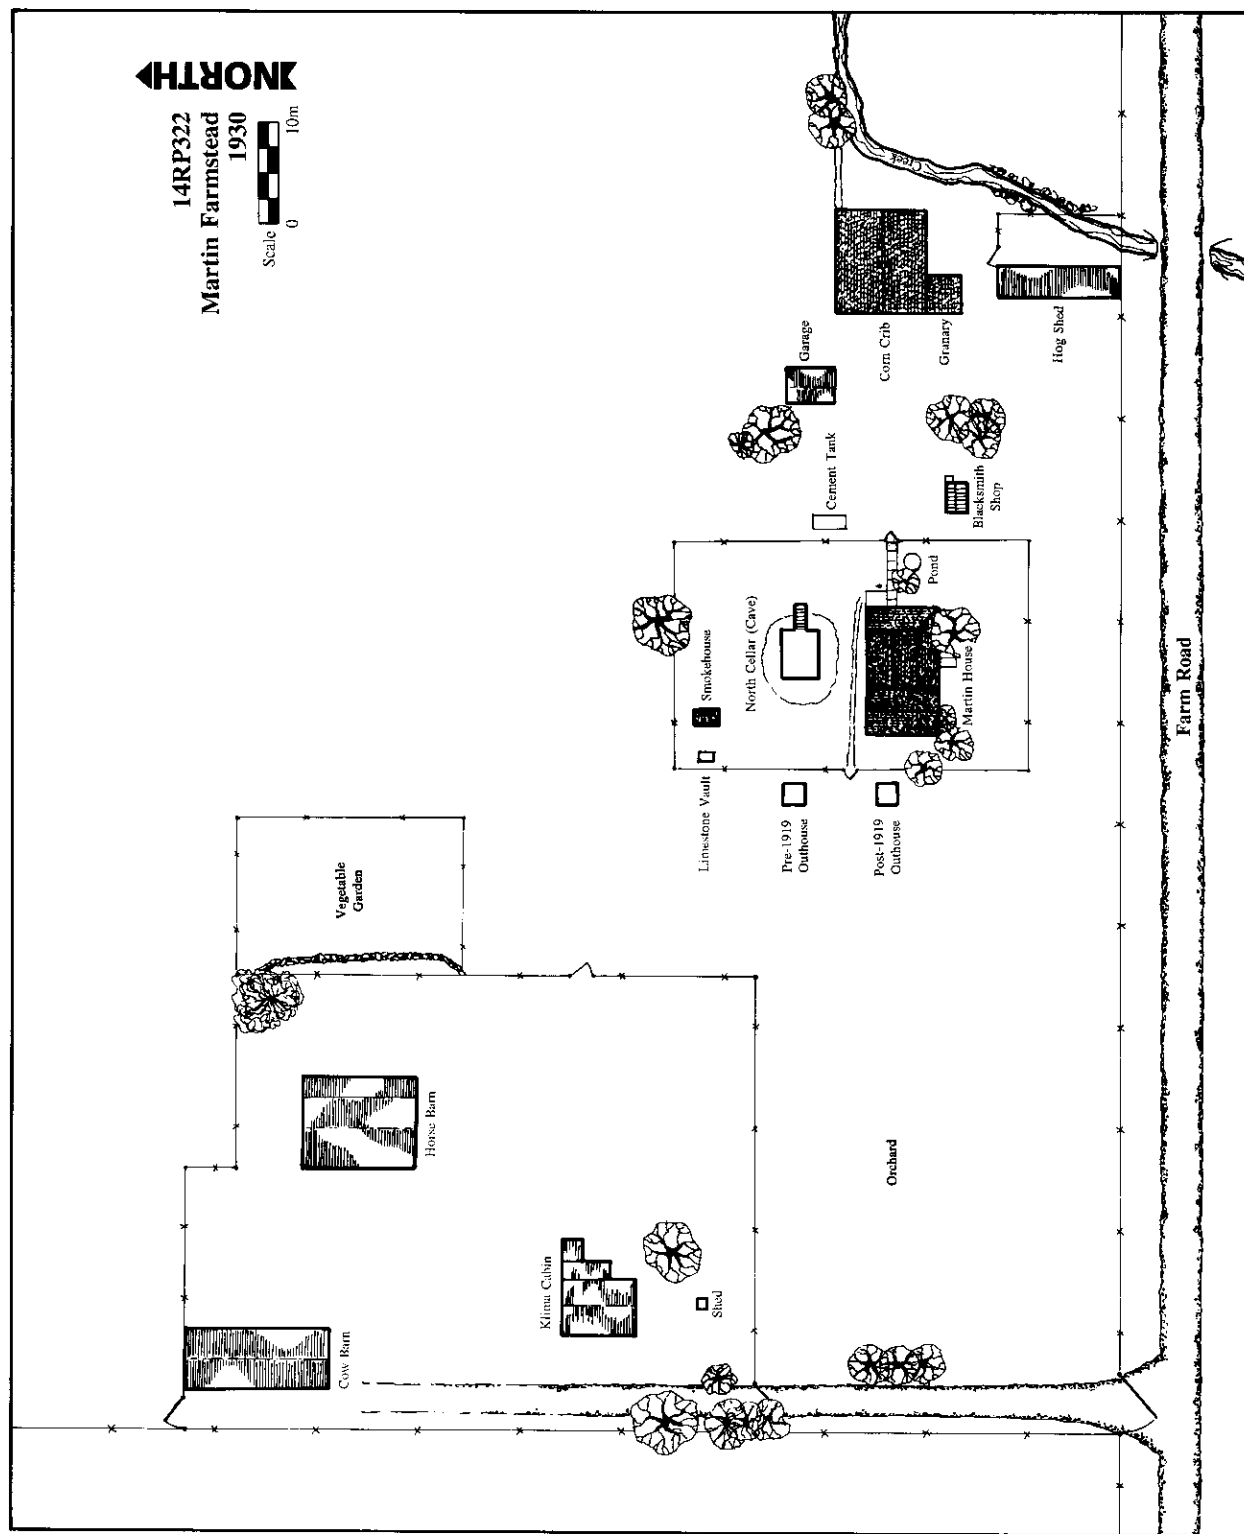 NORTH
14RP322
Martin Farmstead
1930
Scale
0
10m
Creek
Garage
Corn Crib
Granary
Hog Shed
Cement Tank
Blacksmith
Shop
Pond
North Cellar (Cave)
Smokehouse
Martin House
Limestone Vault
Pre-1919
Outhouse
Post-1919
Outhouse
Farm Road
Vegetable
Garden
Horse Barn
Orchard
Klima Cabin
Shed
Cow Barn